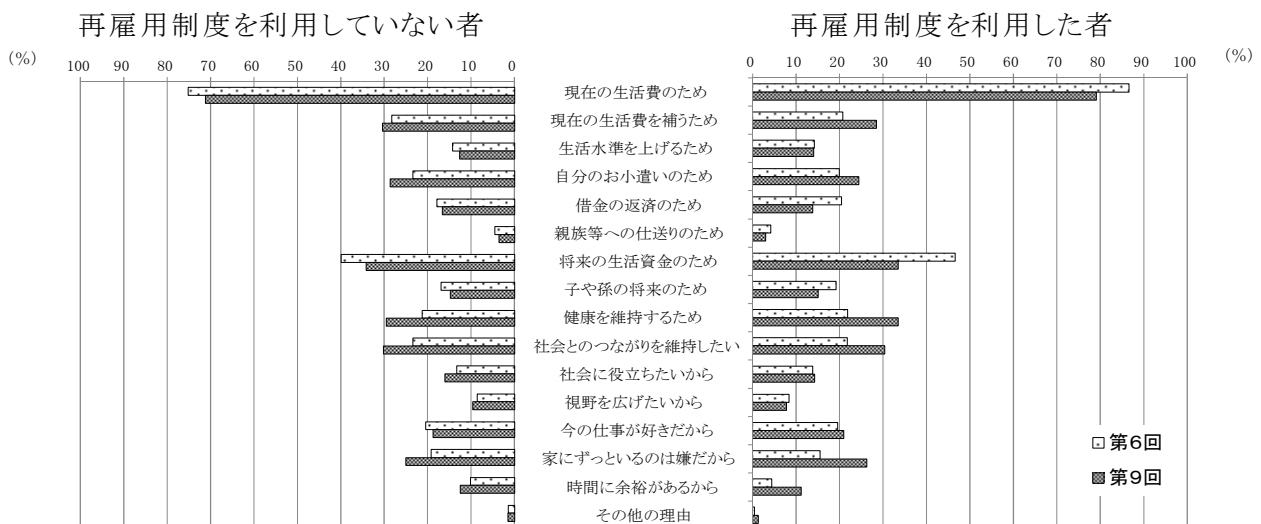 再雇用制度を利用していない者
再雇用制度を利用した者
(%)
100 90 80 70 60 50 40 30 20 10 0
0 10 20 30 40 50 60 70 80 90 100
(%)
現在の生活費のため
現在の生活費を補うため
生活水準を上げるため
自分のお小遣いのため
借金の返済のため
親族等への仕送りのため
将来の生活資金のため
子や孫の将来のため
健康を維持するため
社会とのつながりを維持したい
社会に役立ちたいから
視野を広げたいから
今の仕事が好きだから
家にずっといるのは嫌だから
時間に余裕があるから
その他の理由
第6回
第9回